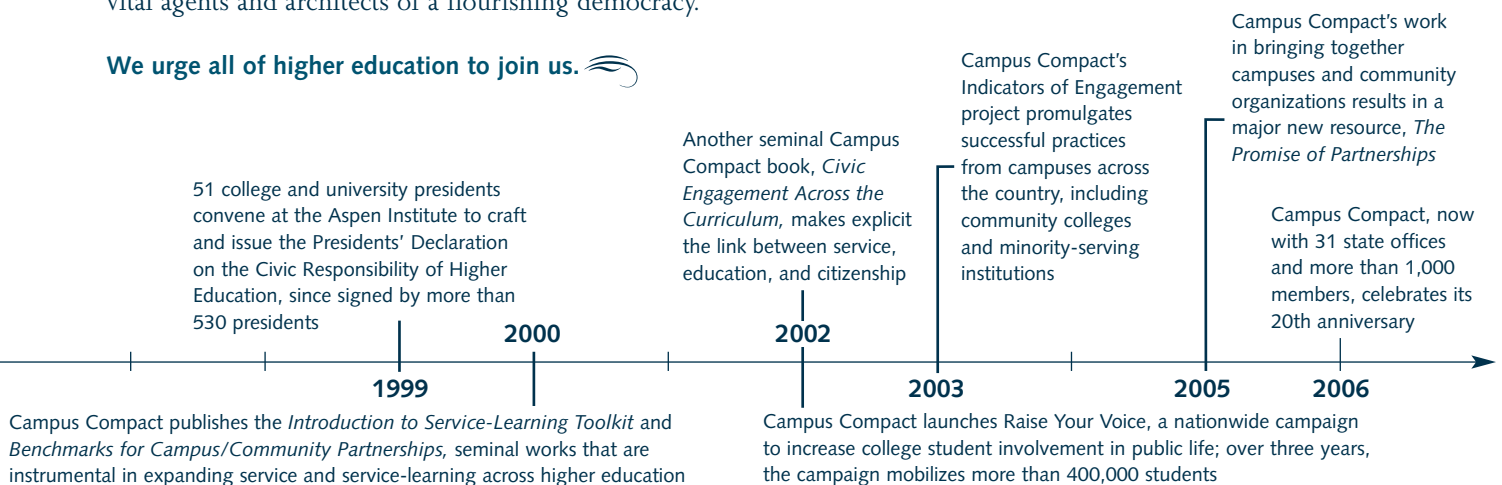 vital agents and architects of a flourishing democracy.
We urge all of higher education to join us.
51 college and university presidents
convene at the Aspen Institute to craft
and issue the Presidents’ Declaration
on the Civic Responsibility of Higher
Education, since signed by more than
530 presidents
1999
2000
Campus Compact publishes the Introduction to Service-Learning Toolkit and
Benchmarks for Campus/Community Partnerships, seminal works that are
instrumental in expanding service and service-learning across higher education
Another seminal Campus
Compact book, Civic
Engagement Across the
Curriculum, makes explicit
the link between service,
education, and citizenship
2002
Campus Compact launches Raise Your Voice, a nationwide campaign
to increase college student involvement in public life; over three years,
the campaign mobilizes more than 400,000 students
Campus Compact’s
Indicators of Engagement
project promulgates
successful practices
from campuses across
the country, including
community colleges
and minority-serving
institutions
2003
Campus Compact’s work
in bringing together
campuses and community
organizations results in a
major new resource, The
Promise of Partnerships
2005
Campus Compact, now
with 31 state offices
and more than 1,000
members, celebrates its
20th anniversary
2006